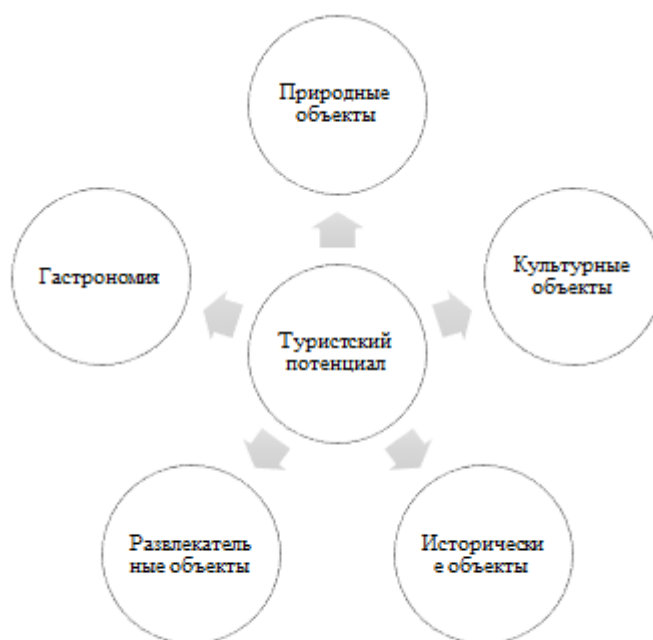 Природные
объекты
Гастрономия
Культурные
объекты
Туристский
потенциал
Развлекатель
ные объекты
Исторически
е объекты